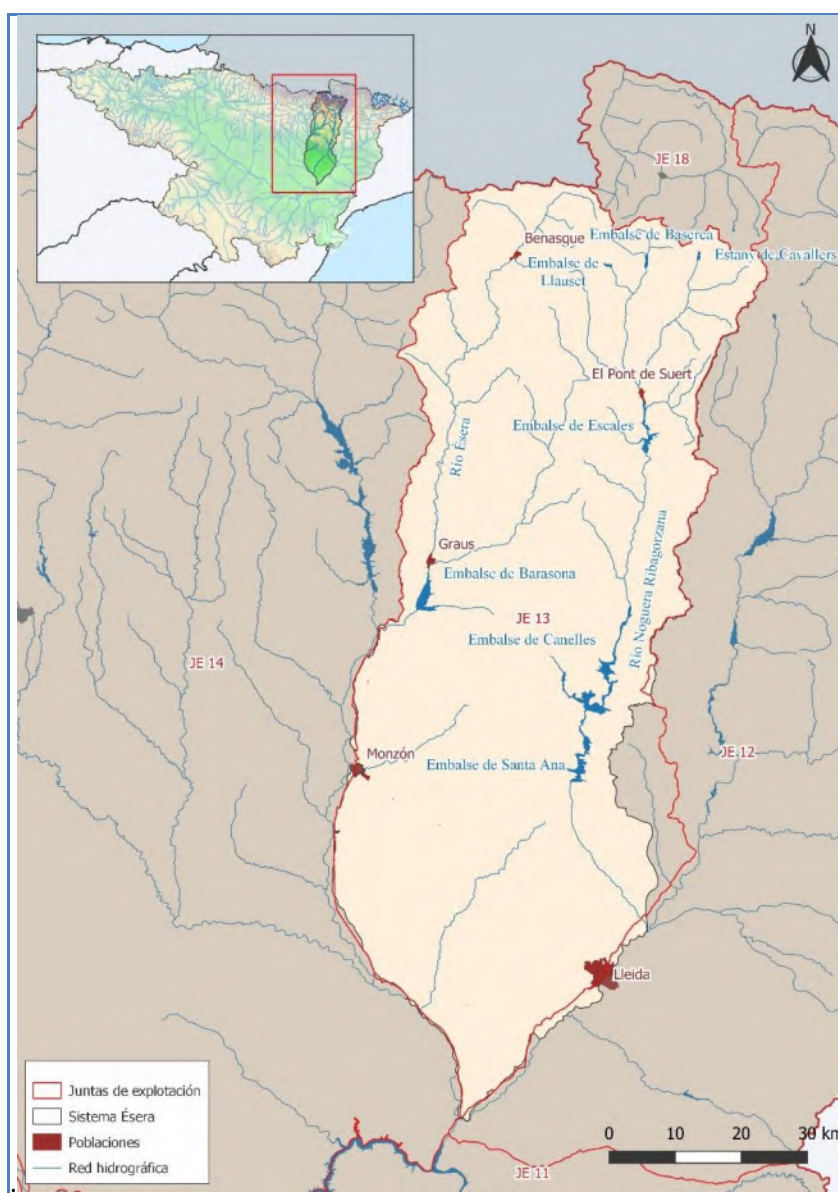 N
JE 18
Benasque
Embalse de Baserca
Embalse de
Llauset
Estany de Cavallers
El Pont de Suert
Embalse de Escales
Río Ésera
Graus
Embalse de Barasona
Río Noguera Ribagorzana
JE 13
Embalse de Canelles
JE 14
JE 12
Monzón
Embalse de Santa Ana
Lleida
Juntas de explotación
Sistema Ésera
Poblaciones
Red hidrográfica
0 10 20 30 km
JE 11